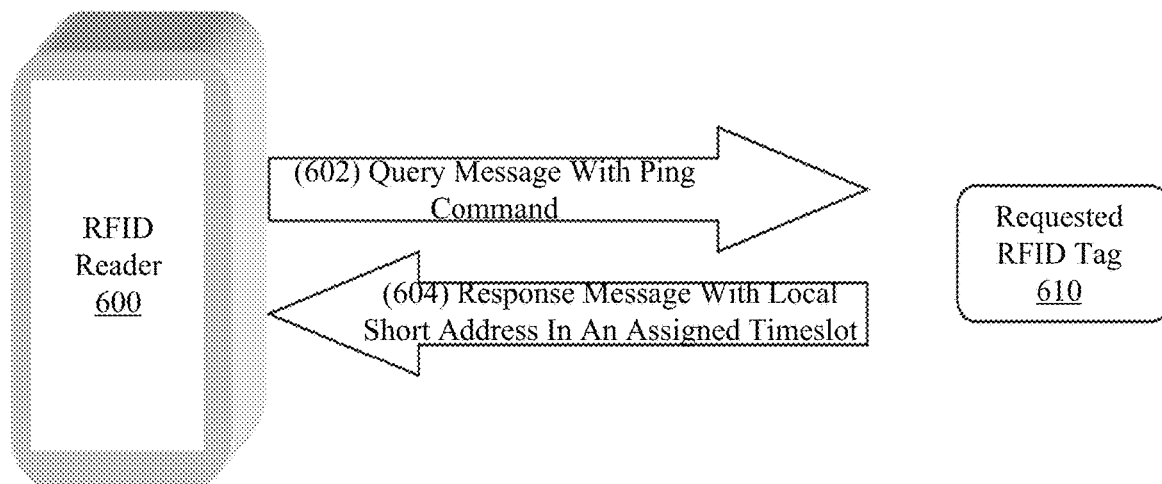 RFID
Reader
600
(602) Query Message With Ping
Command
(604) Response Message With Local
Short Address In An Assigned Timeslot
Requested
RFID Tag
610